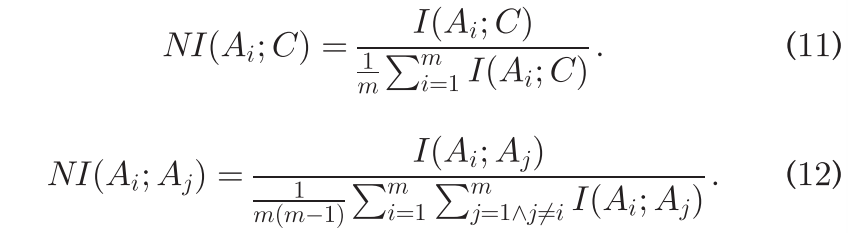 NI(A_i; C) = \frac{I(A_i; C)}{\frac{1}{m} \sum_{i=1}^{m} I(A_i; C)}. (11)
NI(A_i; A_j) = \frac{I(A_i; A_j)}{\frac{1}{m(m-1)} \sum_{i=1}^{m} \sum_{j=1 \wedge j \neq i}^{m} I(A_i; A_j)}. (12)